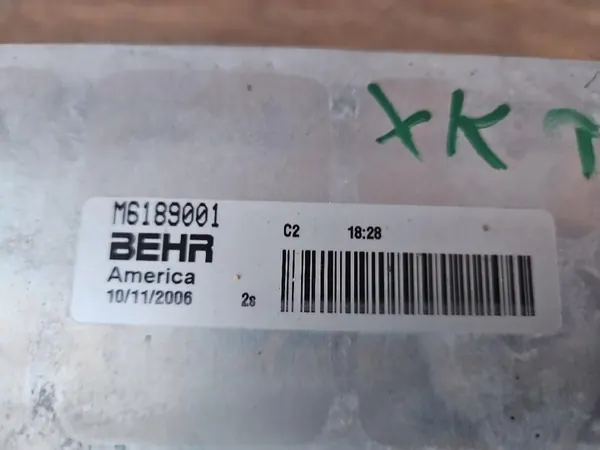 XK
M6189001
BEHR
America
10/11/2006 2s
C2 18:28